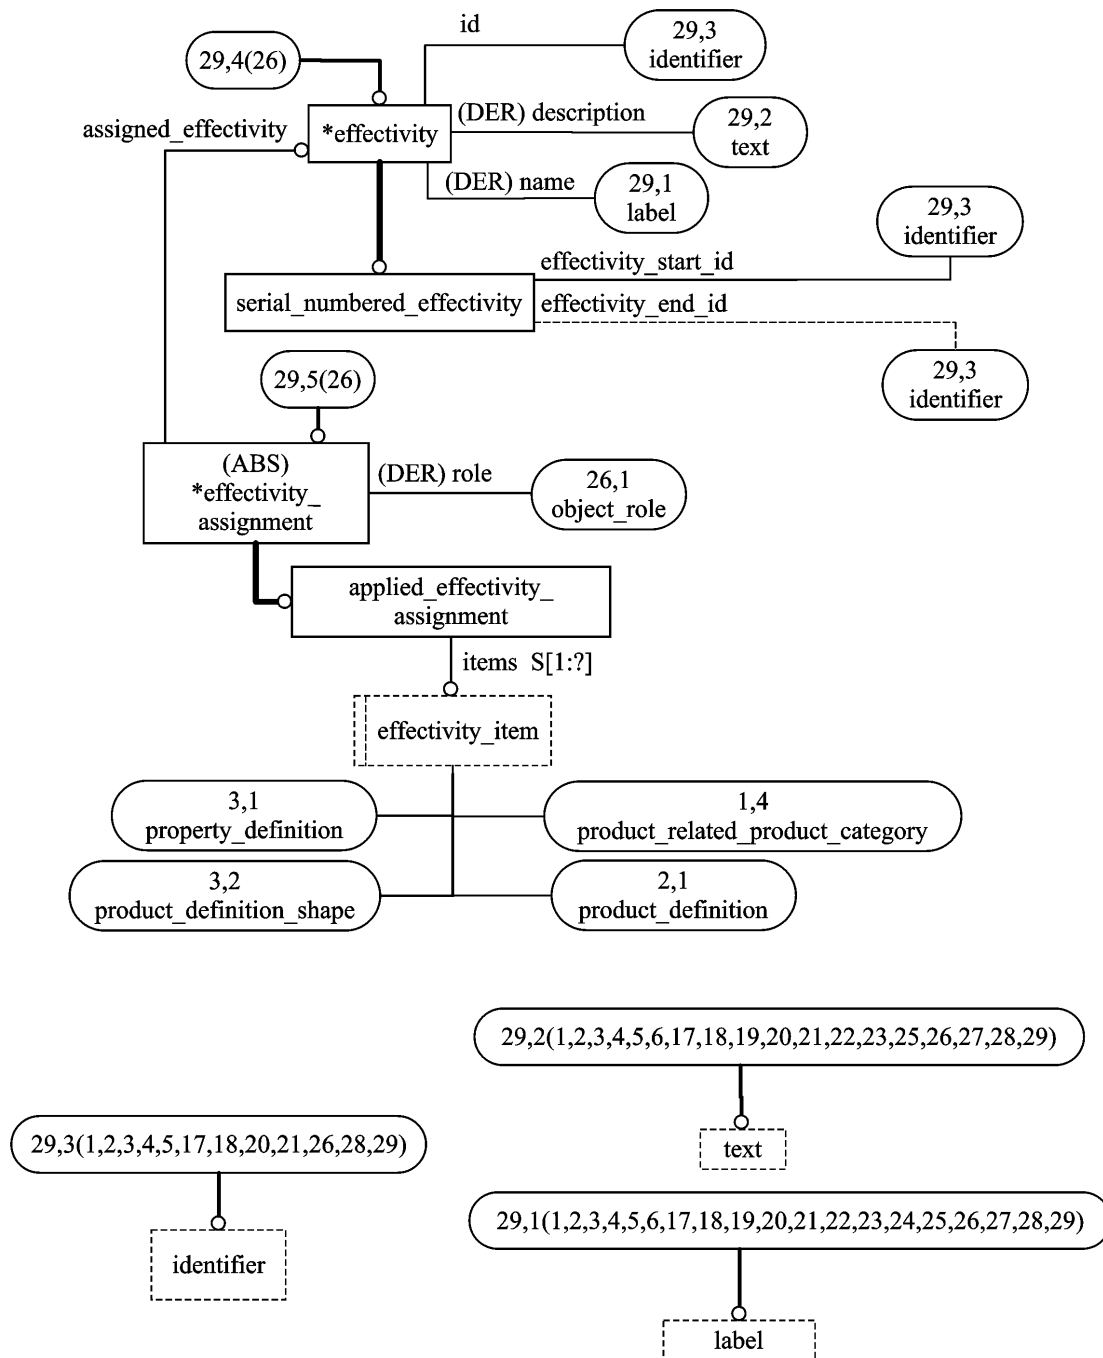 id
29,3
identifier
29,4(26)
(DER) description
assigned_effectivity
*effectivity
29,2
text
(DER) name
29,1
label
29,3
identifier
effectivity_start_id
serial_numbered_effectivity
effectivity_end_id
29,3
identifier
29,5(26)
(ABS)
*effectivity_
assignment
(DER) role
26,1
object_role
applied_effectivity_
assignment
items S[1:?]
effectivity_item
3,1
property_definition
1,4
product_related_product_category
3,2
product_definition_shape
2,1
product_definition
29,2(1,2,3,4,5,6,17,18,19,20,21,22,23,25,26,27,28,29)
text
29,3(1,2,3,4,5,17,18,20,21,26,28,29)
identifier
29,1(1,2,3,4,5,6,17,18,19,20,21,22,23,24,25,26,27,28,29)
label